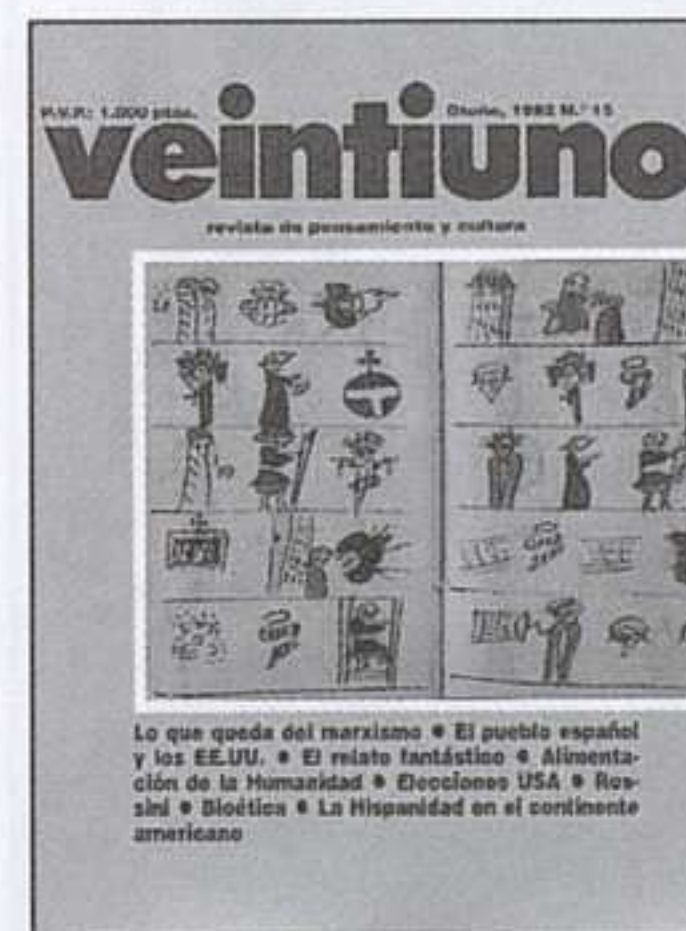 P.V.P.: 1.000 ptas.
Otoño, 1992 N.º 15
veintiuno
revista de pensamiento y cultura
Lo que queda del marxismo ● El pueblo español
y los EE.UU. ● El relato fantástico ● Alimenta-
ción de la Humanidad ● Elecciones USA ● Ros-
sini ● Bioética ● La Hispanidad en el continente
americano